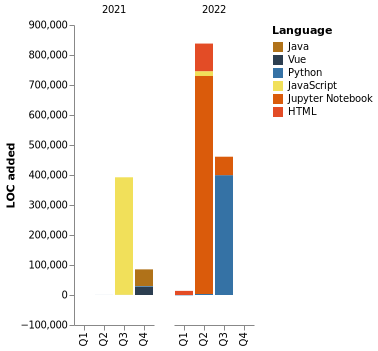 2021
2022
LOC added
900,000
800,000
700,000
600,000
500,000
400,000
300,000
200,000
100,000
0
−100,000
Q1
Q2
Q3
Q4
Q1
Q2
Q3
Q4
Language
Java
Vue
Python
JavaScript
Jupyter Notebook
HTML